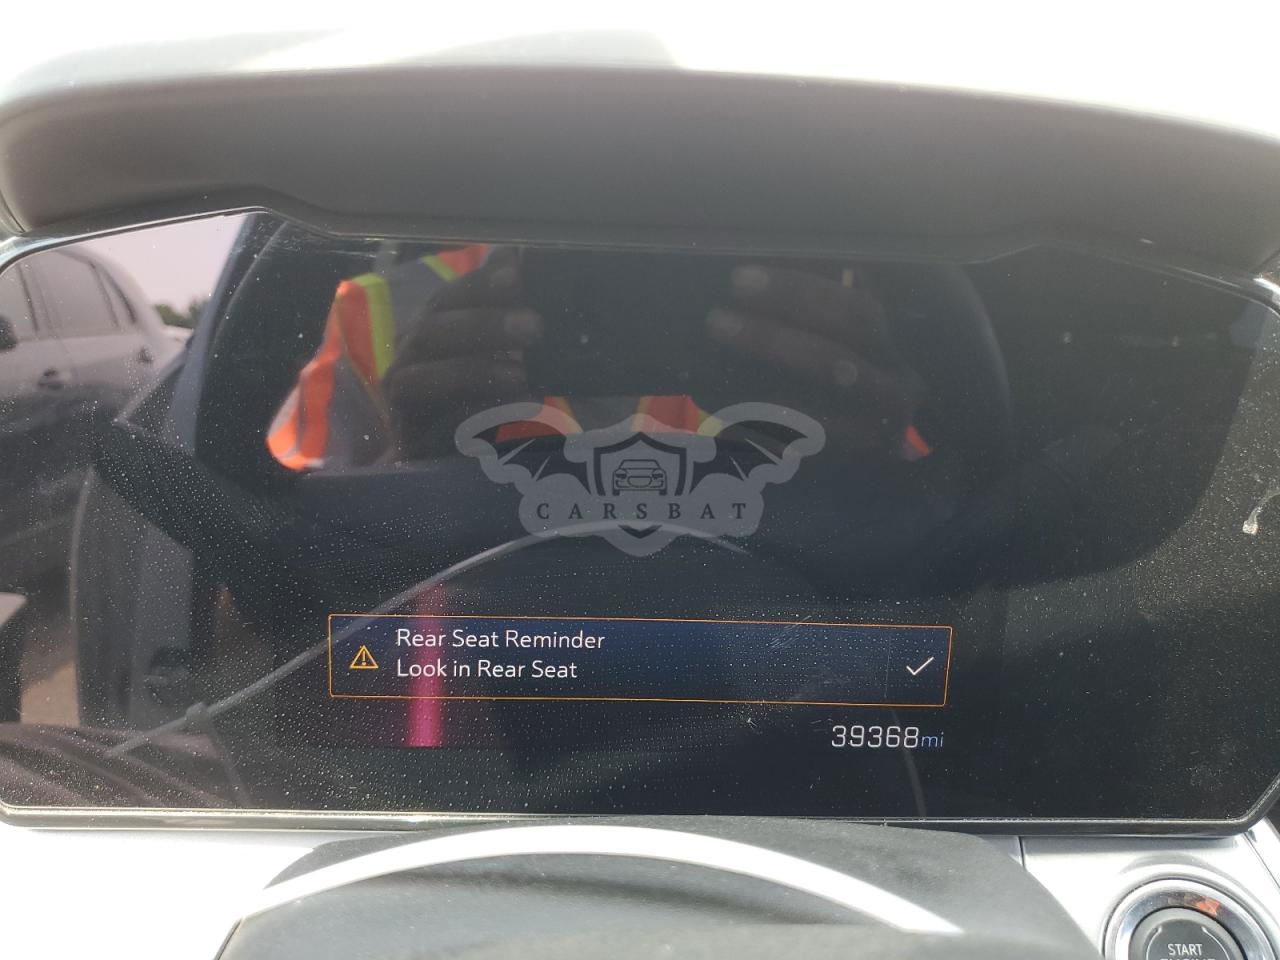 CARSBAT
Rear Seat Reminder
Look in Rear Seat
39368mi
START